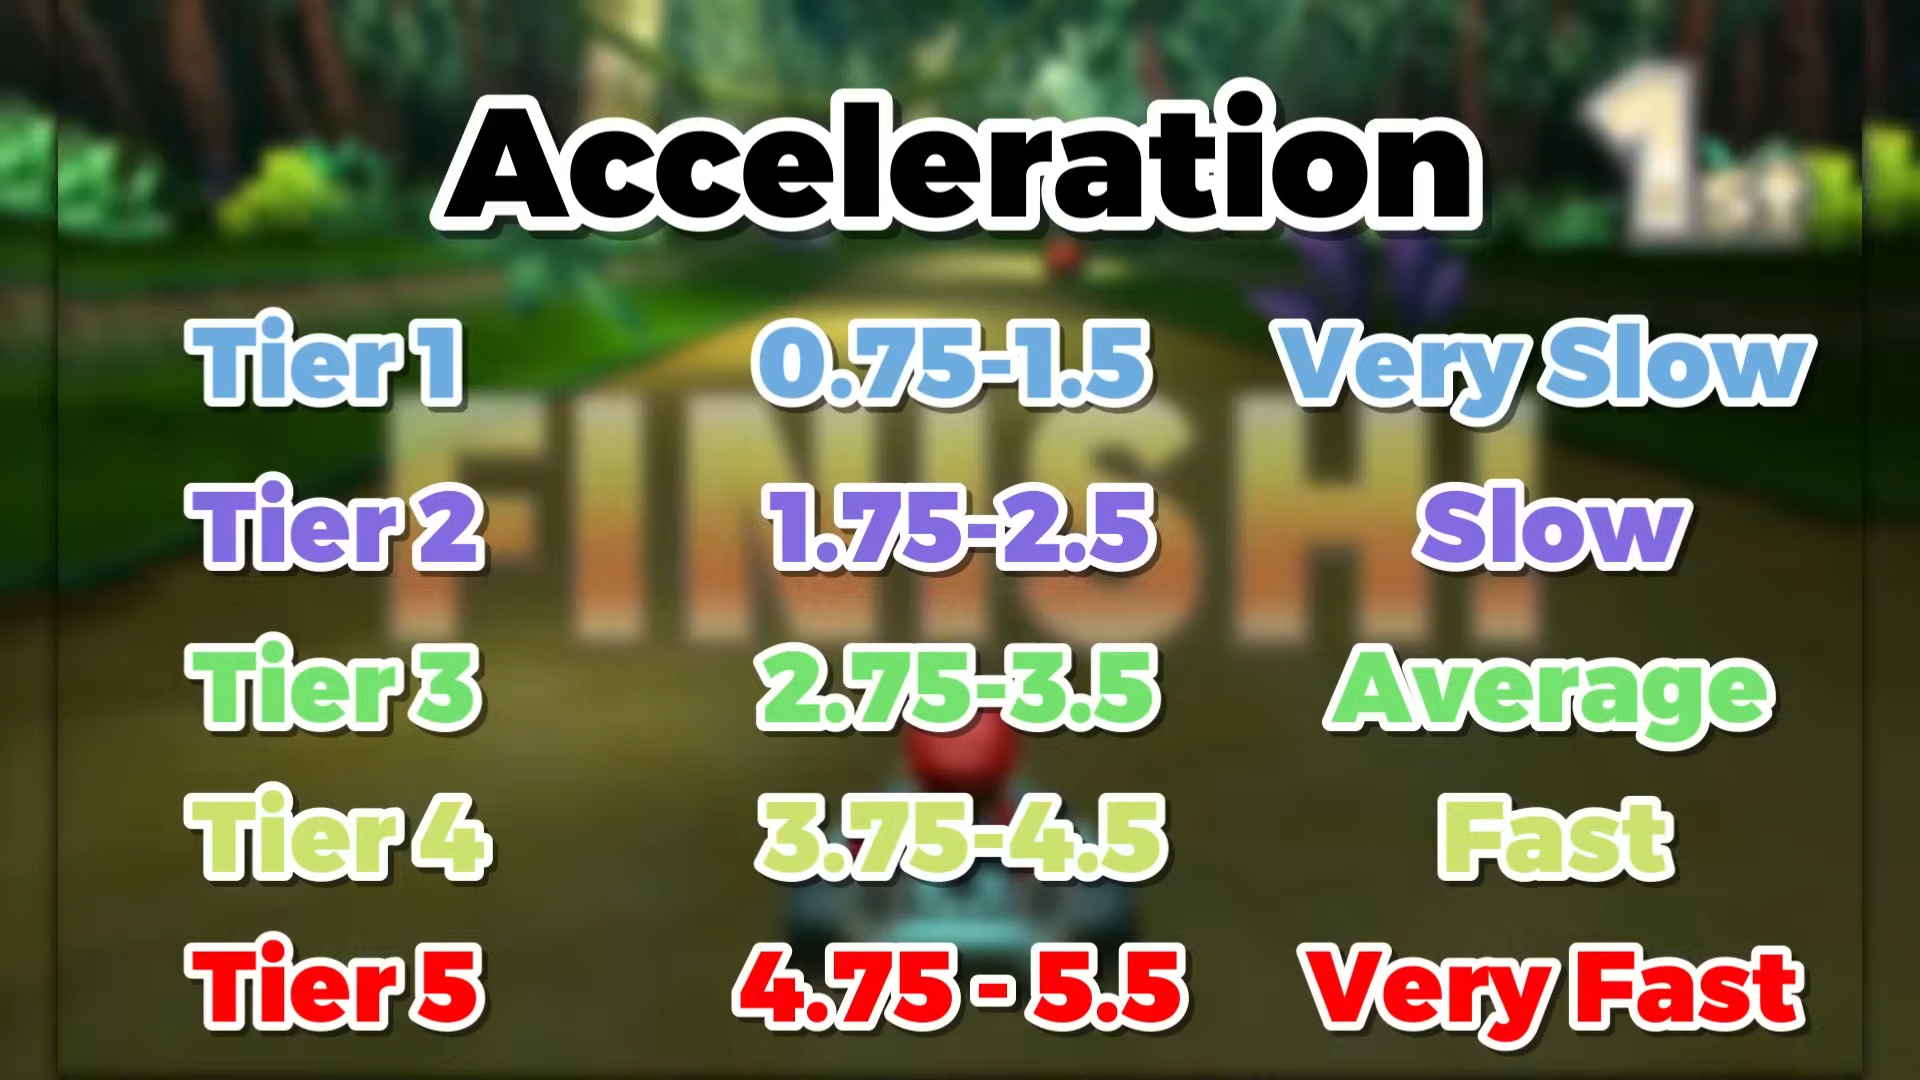 Acceleration
1ST
Tier 1 0.75-1.5 Very Slow
FINISH!
Tier 2 1.75-2.5 Slow
Tier 3 2.75-3.5 Average
Tier 4 3.75-4.5 Fast
Tier 5 4.75 - 5.5 Very Fast